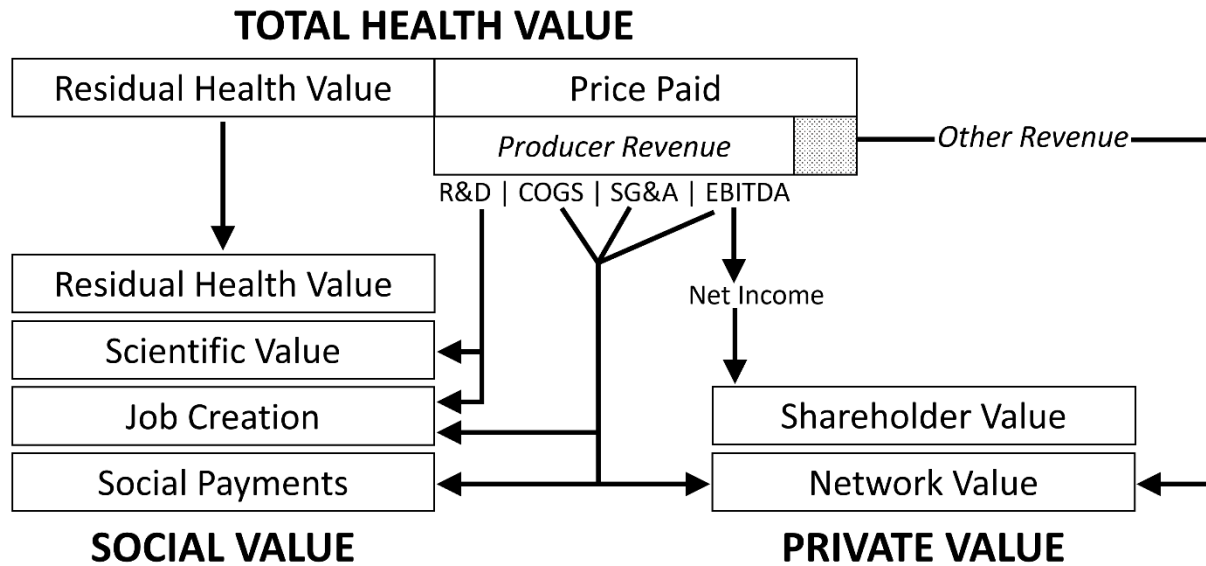 TOTAL HEALTH VALUE
Residual Health Value
Price Paid
Producer Revenue
Other Revenue
R&D | COGS | SG&A | EBITDA
Residual Health Value
Net Income
Scientific Value
Job Creation
Shareholder Value
Social Payments
Network Value
SOCIAL VALUE
PRIVATE VALUE